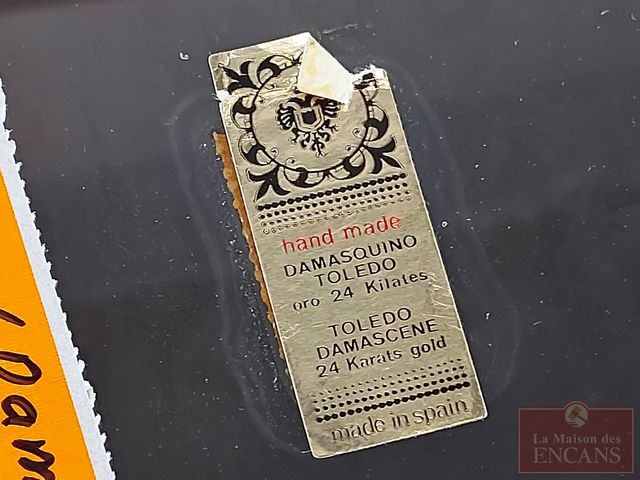 hand made
DAMASQUINO
TOLEDO
oro 24 Kilates
TOLEDO
DAMASCENE
24 Karats gold
made in spain
La Maison des
ENCANS